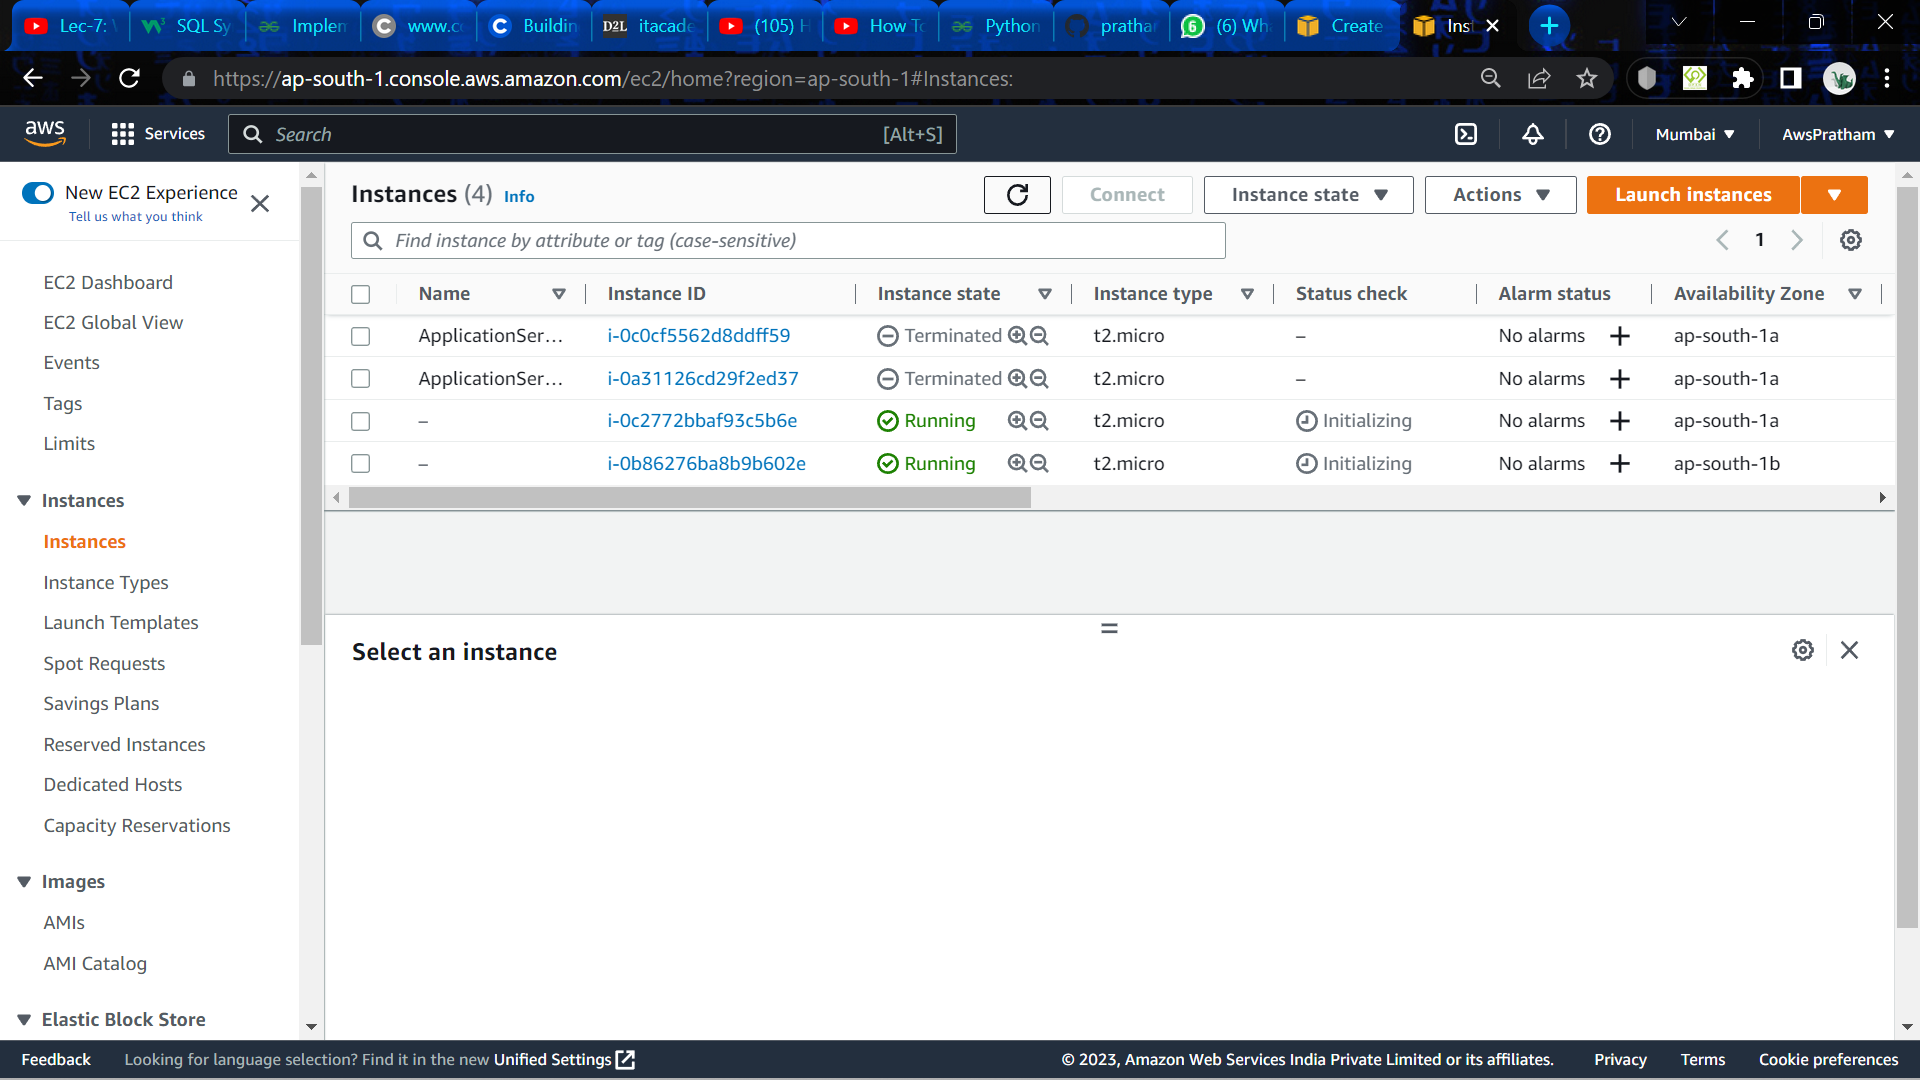 Lec-7: \
SQL Sy
Implem
www.c
Buildin
D2L itacade
(105) H
How To
Python
prathar
6 (6) Wh
Create
Inst
https://ap-south-1.console.aws.amazon.com/ec2/home?region=ap-south-1#Instances:
aws
Services
Search [Alt+S]
Mumbai
AwsPratham
New EC2 Experience
Tell us what you think
EC2 Dashboard
EC2 Global View
Events
Tags
Limits
Instances
Instances
Instance Types
Launch Templates
Spot Requests
Savings Plans
Reserved Instances
Dedicated Hosts
Capacity Reservations
Images
AMIs
AMI Catalog
Elastic Block Store
Instances (4) Info
Connect
Instance state
Actions
Launch instances
Find instance by attribute or tag (case-sensitive)
1
Name Instance ID Instance state Instance type Status check Alarm status Availability Zone
ApplicationSer... i-0c0cf5562d8ddff59 Terminated t2.micro – No alarms + ap-south-1a
ApplicationSer... i-0a31126cd29f2ed37 Terminated t2.micro – No alarms + ap-south-1a
– i-0c2772bbaf93c5b6e Running t2.micro Initializing No alarms + ap-south-1a
– i-0b86276ba8b9b602e Running t2.micro Initializing No alarms + ap-south-1b
Select an instance
Feedback
Looking for language selection? Find it in the new Unified Settings
© 2023, Amazon Web Services India Private Limited or its affiliates.
Privacy
Terms
Cookie preferences